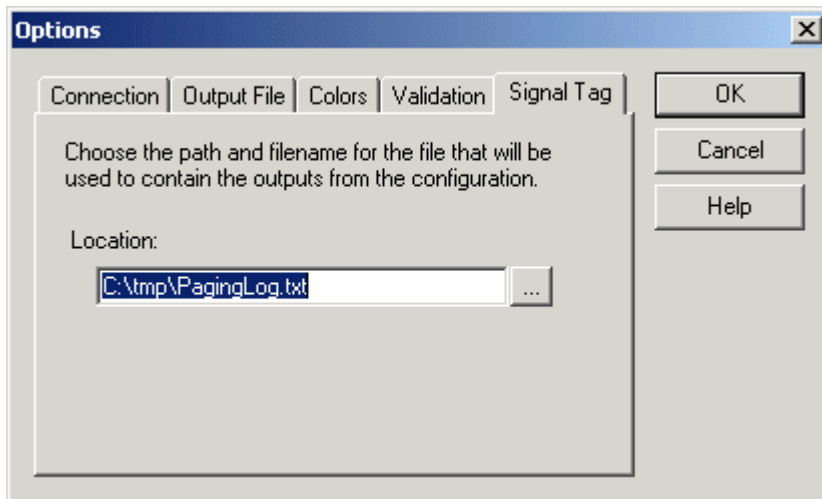 Options
Connection Output File Colors Validation Signal Tag
OK
Choose the path and filename for the file that will be
used to contain the outputs from the configuration.
Cancel
Help
Location:
C:\tmp\PagingLog.txt ...